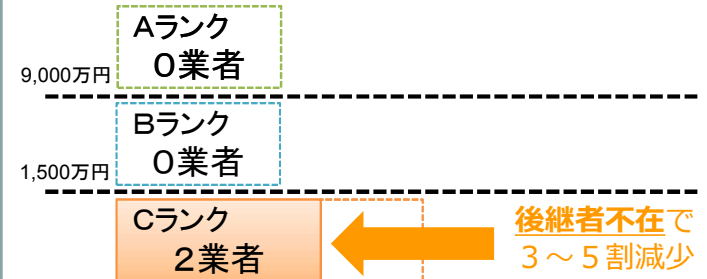 Aランク
0業者
9,000万円
Bランク
0業者
1,500万円
Cランク
2業者
後継者不在で
3～5割減少